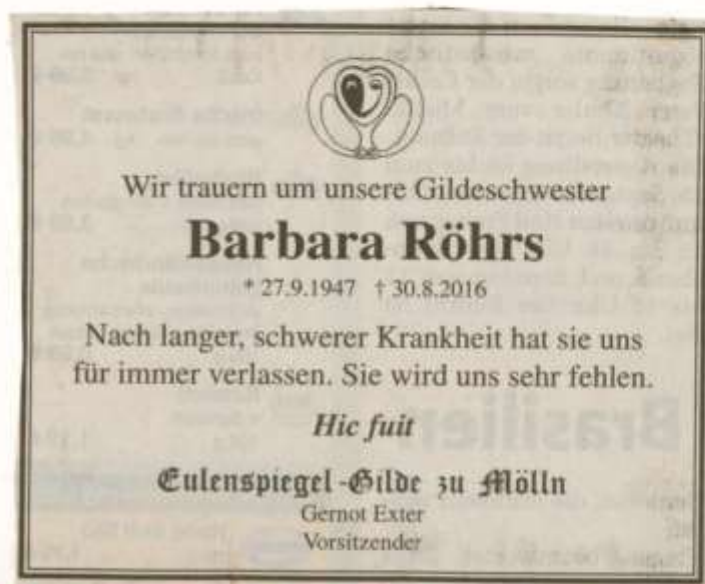 Wir trauern um unsere Gildeschwester
Barbara Röhrs
* 27.9.1947 † 30.8.2016
Nach langer, schwerer Krankheit hat sie uns
für immer verlassen. Sie wird uns sehr fehlen.
Hic fuit
Eulenspiegel-Gilde zu Mölln
Gernot Exter
Vorsitzender